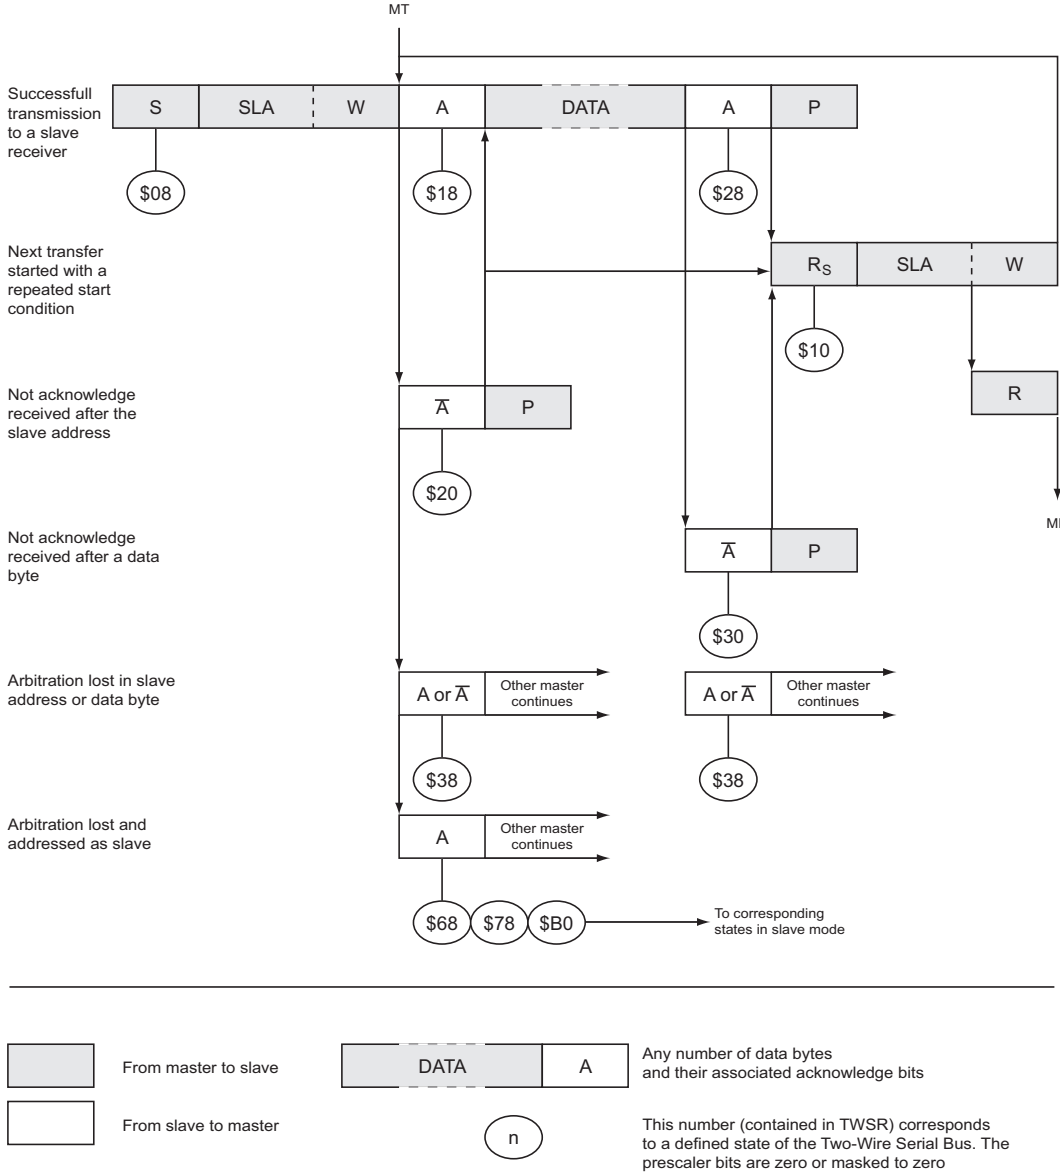 MT
Successfull
transmission
to a slave
receiver
S SLA W A DATA A P
$08 $18 $28
Next transfer
started with a
repeated start
condition
RS SLA W
$10
Not acknowledge
received after the
slave address
A̅ P
R
$20
M
Not acknowledge
received after a data
byte
A̅ P
$30
Arbitration lost in slave
address or data byte
A or A̅ Other master
continues
A or A̅ Other master
continues
$38 $38
Arbitration lost and
addressed as slave
A Other master
continues
$68 $78 $B0
To corresponding
states in slave mode
From master to slave
DATA A
Any number of data bytes
and their associated acknowledge bits
From slave to master
n
This number (contained in TWSR) corresponds
to a defined state of the Two-Wire Serial Bus. The
prescaler bits are zero or masked to zero